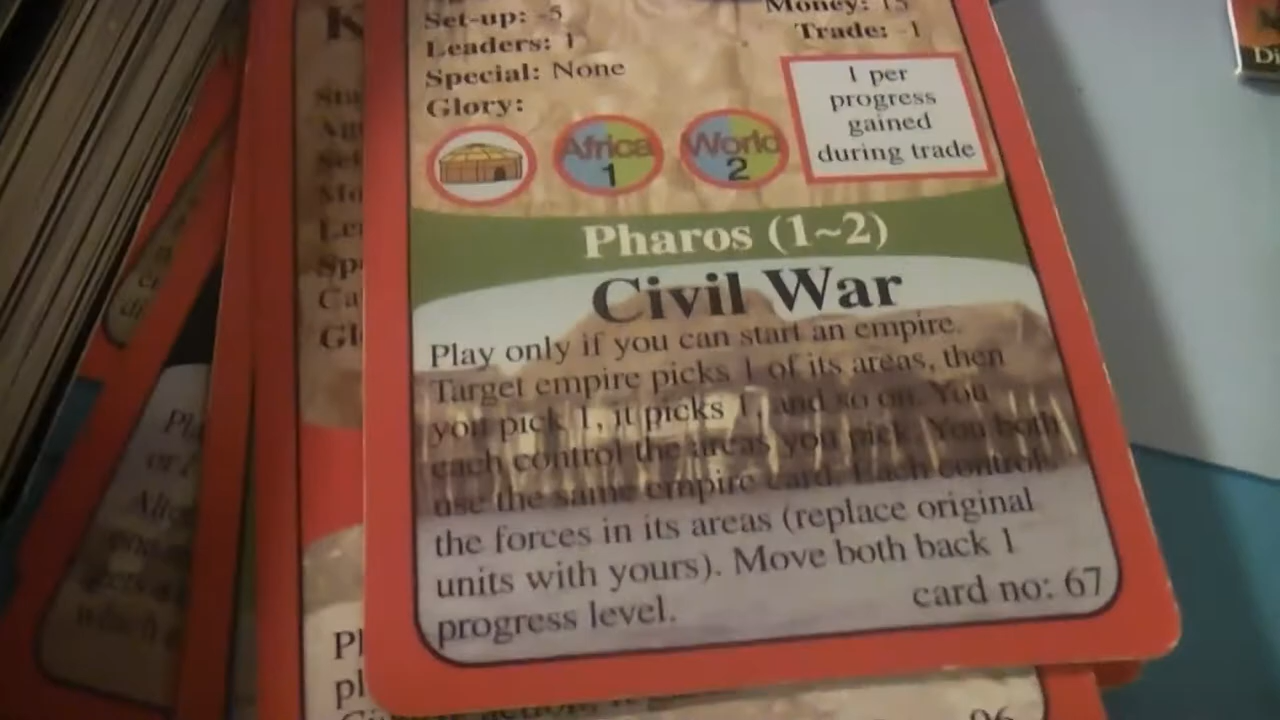 Set-up: -5
Money: 15
Leaders: 1
Trade: -1
Special: None
Glory:
1 per
progress
gained
during trade
Africa
1
World
2
Pharos (1~2)
Civil War
Play only if you can start an empire.
Target empire picks 1 of its areas, then
you pick 1, it picks 1, and so on. You
each control the areas you pick. You both
use the same empire card. Each controls
the forces in its areas (replace original
units with yours). Move both back 1
progress level.
card no: 67